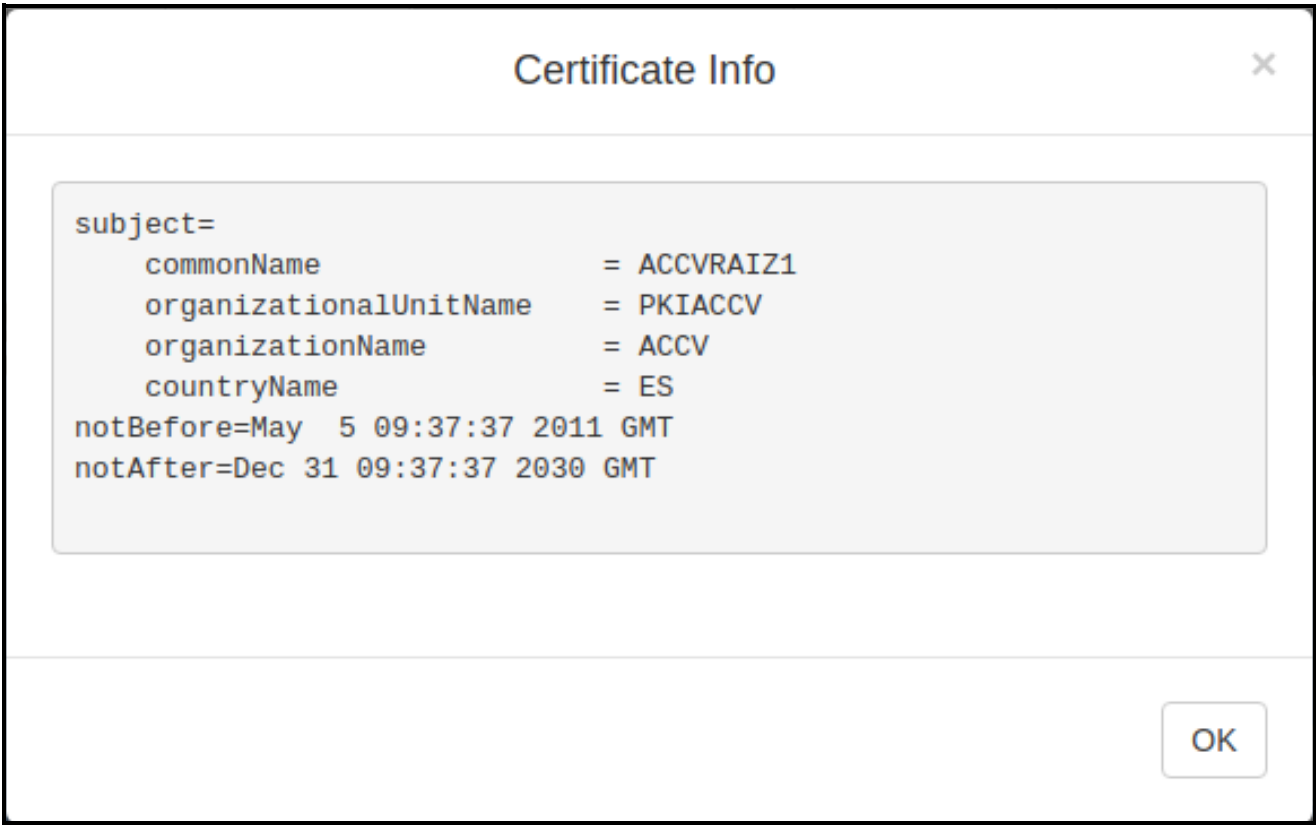 Certificate Info ×
subject=
    commonName                = ACCVRAIZ1
    organizationalUnitName    = PKIACCV
    organizationName          = ACCV
    countryName               = ES
notBefore=May  5 09:37:37 2011 GMT
notAfter=Dec 31 09:37:37 2030 GMT
OK